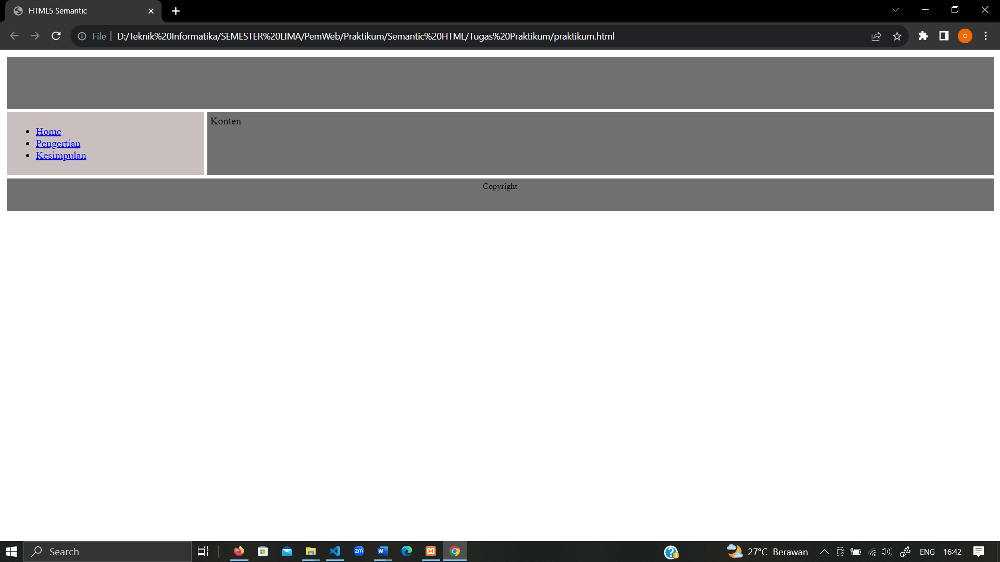 HTML5 Semantic
File
D:/Teknik%20Informatika/SEMESTER%20LIMA/PemWeb/Praktikum/Semantic%20HTML/Tugas%20Praktikum/praktikum.html
c
Home
Pengertian
Kesimpulan
Konten
Copyright
Search
zm
W
27°C Berawan
ENG
16:42